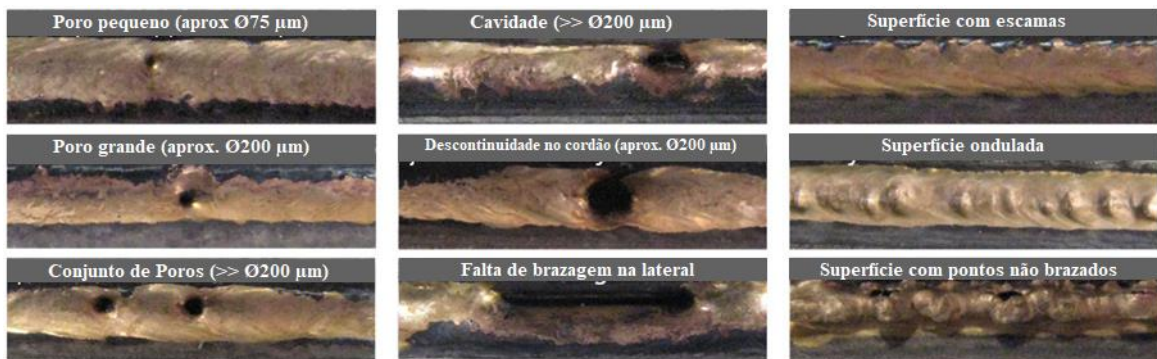 Poro pequeno (aprox Ø75 µm)
Cavidade (>> Ø200 µm)
Superfície com escamas
Poro grande (aprox. Ø200 µm)
Descontinuidade no cordão (aprox. Ø200 µm)
Superfície ondulada
Conjunto de Poros (>> Ø200 µm)
Falta de brazagem na lateral
Superfície com pontos não brazados